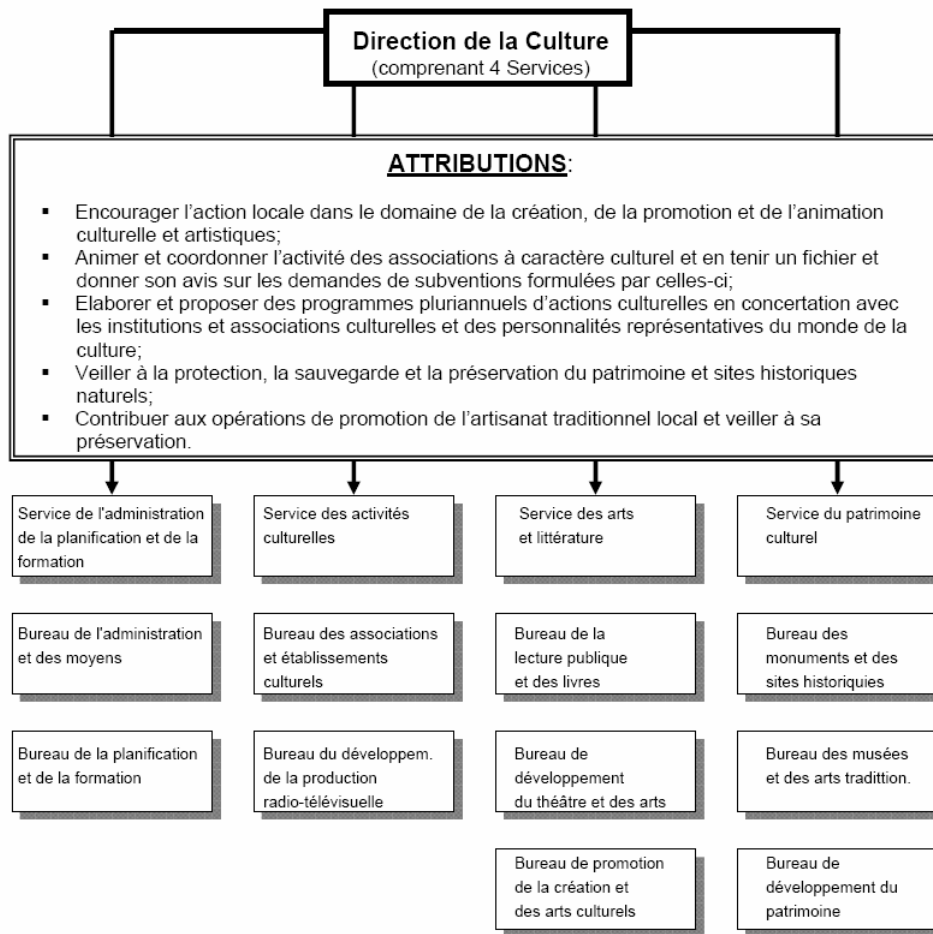 Direction de la Culture
(comprenant 4 Services)
ATTRIBUTIONS:
▪ Encourager l'action locale dans le domaine de la création, de la promotion et de l'animation
culturelle et artistiques;
▪ Animer et coordonner l'activité des associations à caractère culturel et en tenir un fichier et
donner son avis sur les demandes de subventions formulées par celles-ci;
▪ Elaborer et proposer des programmes pluriannuels d'actions culturelles en concertation avec
les institutions et associations culturelles et des personnalités représentatives du monde de la
culture;
▪ Veiller à la protection, la sauvegarde et la préservation du patrimoine et sites historiques
naturels;
▪ Contribuer aux opérations de promotion de l'artisanat traditionnel local et veiller à sa
préservation.
Service de l'administration
de la planification et de la
formation
Service des activités
culturelles
Service des arts
et littérature
Service du patrimoine
culturel
Bureau de l'administration
et des moyens
Bureau des associations
et établissements
culturels
Bureau de la
lecture publique
et des livres
Bureau des
monuments et des
sites historiquies
Bureau de la planification
et de la formation
Bureau du développem.
de la production
radio-télévisuelle
Bureau de
développement
du théâtre et des arts
Bureau des musées
et des arts tradittion.
Bureau de promotion
de la création et
des arts culturels
Bureau de
développement du
patrimoine